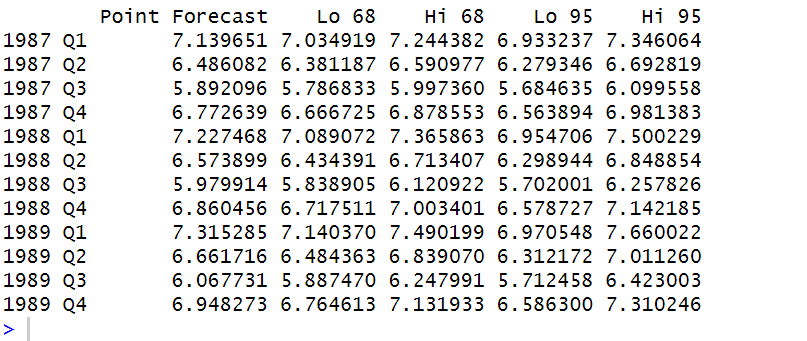 Point Forecast Lo 68 Hi 68 Lo 95 Hi 95
1987 Q1 7.139651 7.034919 7.244382 6.933237 7.346064
1987 Q2 6.486082 6.381187 6.590977 6.279346 6.692819
1987 Q3 5.892096 5.786833 5.997360 5.684635 6.099558
1987 Q4 6.772639 6.666725 6.878553 6.563894 6.981383
1988 Q1 7.227468 7.089072 7.365863 6.954706 7.500229
1988 Q2 6.573899 6.434391 6.713407 6.298944 6.848854
1988 Q3 5.979914 5.838905 6.120922 5.702001 6.257826
1988 Q4 6.860456 6.717511 7.003401 6.578727 7.142185
1989 Q1 7.315285 7.140370 7.490199 6.970548 7.660022
1989 Q2 6.661716 6.484363 6.839070 6.312172 7.011260
1989 Q3 6.067731 5.887470 6.247991 5.712458 6.423003
1989 Q4 6.948273 6.764613 7.131933 6.586300 7.310246
>